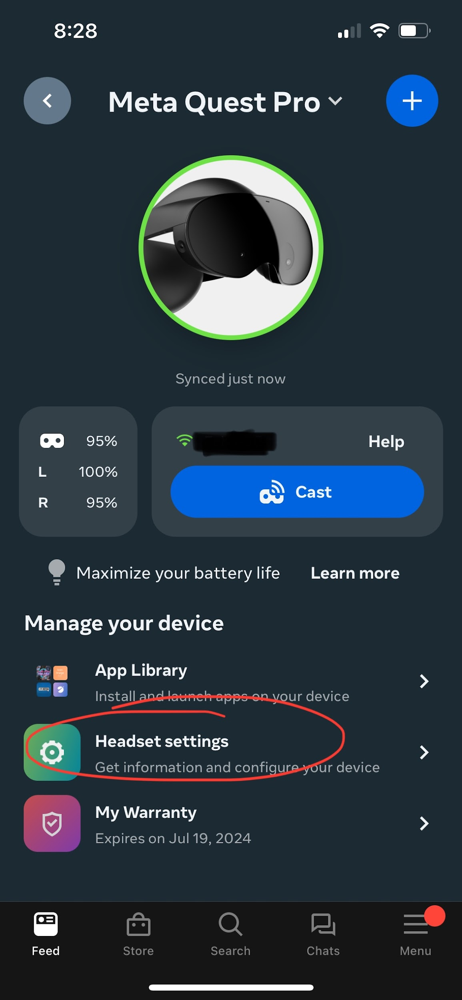 8:28
Meta Quest Pro
Synced just now
95%
L 100%
R 95%
Help
Cast
Maximize your battery life Learn more
Manage your device
App Library
Install and launch apps on your device
Headset settings
Get information and configure your device
My Warranty
Expires on Jul 19, 2024
Feed Store Search Chats Menu